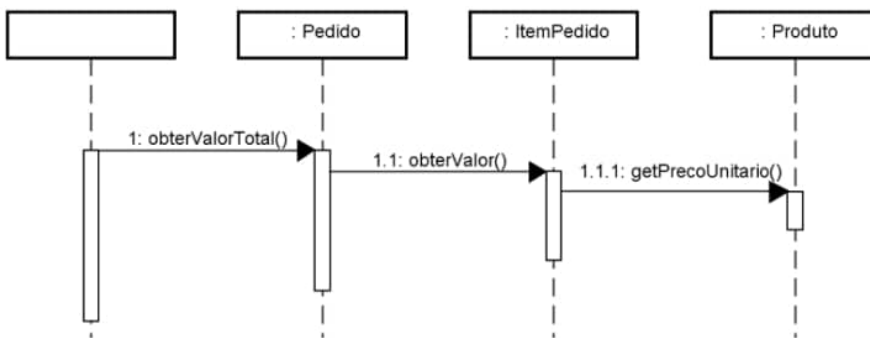 : Pedido
: ItemPedido
: Produto
1: obterValorTotal()
1.1: obterValor()
1.1.1: getPrecoUnitario()